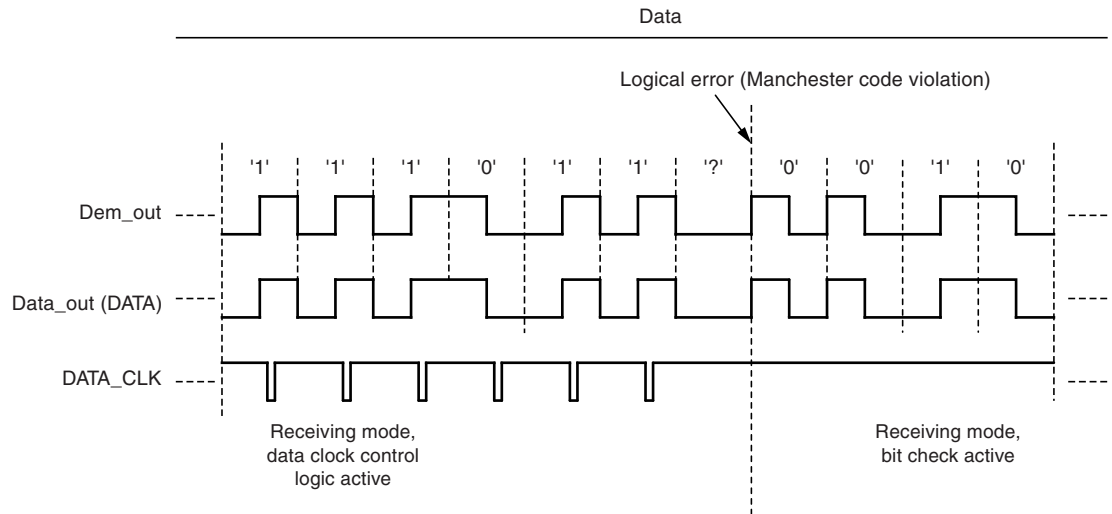 Data
Logical error (Manchester code violation)
'1' '1' '1' '0' '1' '1' '?' '0' '0' '1' '0'
Dem_out
Data_out (DATA)
DATA_CLK
Receiving mode,
data clock control
logic active
Receiving mode,
bit check active